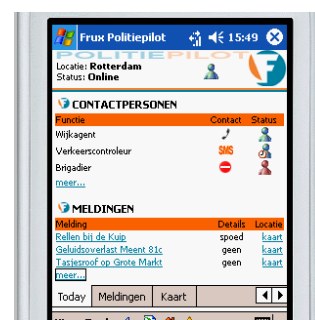 Frux Politiepilot 15:49
POLITIEPILOT
Locatie: Rotterdam
Status: Online
CONTACTPERSONEN
Functie Contact Status
Wijkagent
Verkeerscontroleur SMS
Brigadier
meer...
MELDINGEN
Melding Details Locatie
Rellen bij de Kuip spoed kaart
Geluidsoverlast Meent 81c geen kaart
Tasjesroof op Grote Markt geen kaart
meer...
Today Meldingen Kaart